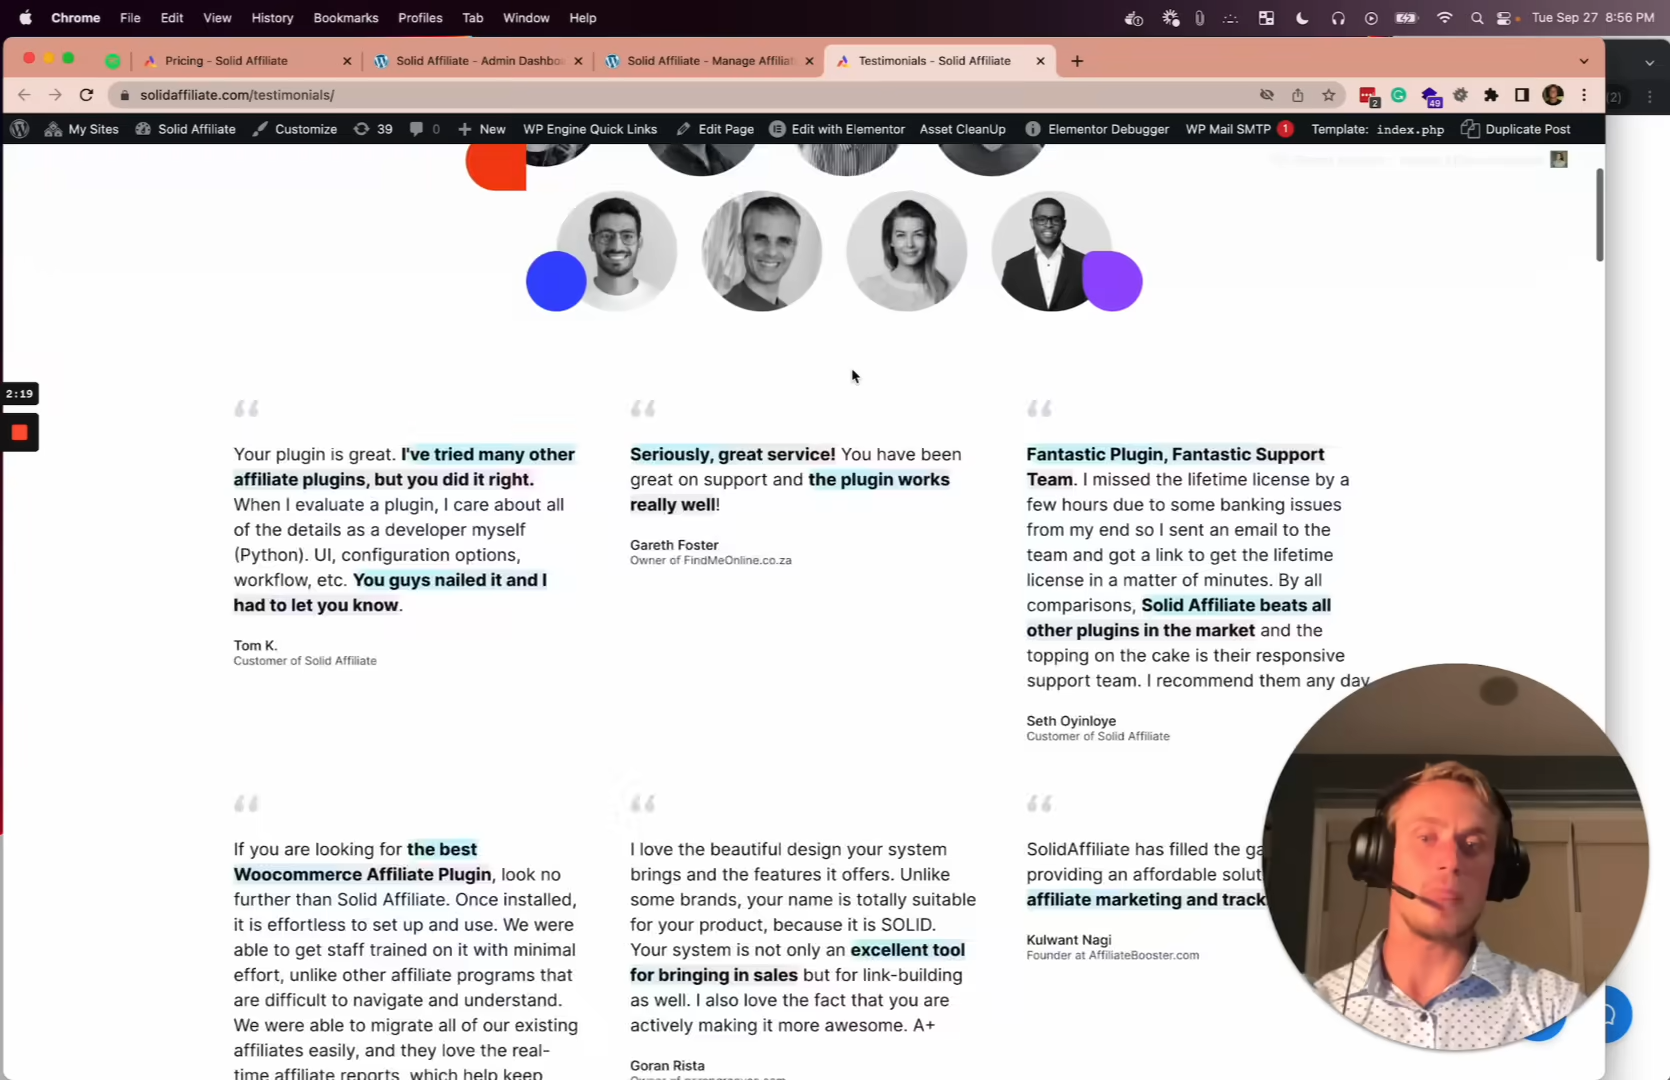 Chrome File Edit View History Bookmarks Profiles Tab Window Help Tue Sep 27 8:56 PM
Pricing - Solid Affiliate Solid Affiliate - Admin Dashbo Solid Affiliate - Manage Affiliat Testimonials - Solid Affiliate
solidaffiliate.com/testimonials/ 2 49 (2)
My Sites Solid Affiliate Customize 39 0 New WP Engine Quick Links Edit Page Edit with Elementor Asset CleanUp Elementor Debugger WP Mail SMTP 1 Template: index.php Duplicate Post
2:19
Your plugin is great. I've tried many other
affiliate plugins, but you did it right.
When I evaluate a plugin, I care about all
of the details as a developer myself
(Python). UI, configuration options,
workflow, etc. You guys nailed it and I
had to let you know.
Tom K.
Customer of Solid Affiliate
Seriously, great service! You have been
great on support and the plugin works
really well!
Gareth Foster
Owner of FindMeOnline.co.za
Fantastic Plugin, Fantastic Support
Team. I missed the lifetime license by a
few hours due to some banking issues
from my end so I sent an email to the
team and got a link to get the lifetime
license in a matter of minutes. By all
comparisons, Solid Affiliate beats all
other plugins in the market and the
topping on the cake is their responsive
support team. I recommend them any day
Seth Oyinloye
Customer of Solid Affiliate
If you are looking for the best
Woocommerce Affiliate Plugin, look no
further than Solid Affiliate. Once installed,
it is effortless to set up and use. We were
able to get staff trained on it with minimal
effort, unlike other affiliate programs that
are difficult to navigate and understand.
We were able to migrate all of our existing
affiliates easily, and they love the real-
time affiliate reports, which help keep
I love the beautiful design your system
brings and the features it offers. Unlike
some brands, your name is totally suitable
for your product, because it is SOLID.
Your system is not only an excellent tool
for bringing in sales but for link-building
as well. I also love the fact that you are
actively making it more awesome. A+
Goran Rista
SolidAffiliate has filled the ga
providing an affordable solut
affiliate marketing and track
Kulwant Nagi
Founder at AffiliateBooster.com